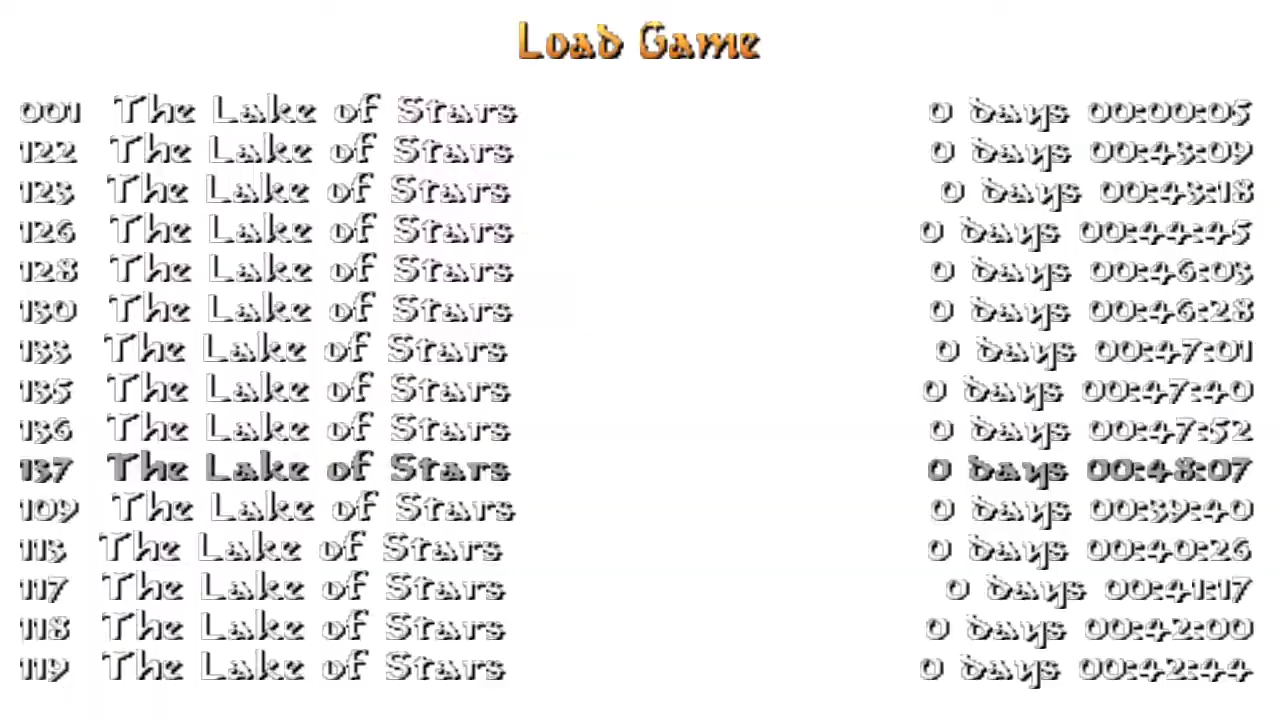 Load Game
001 The Lake of Stars 0 days 00:00:05
122 The Lake of Stars 0 days 00:43:09
123 The Lake of Stars 0 days 00:43:18
126 The Lake of Stars 0 days 00:44:45
128 The Lake of Stars 0 days 00:46:03
130 The Lake of Stars 0 days 00:46:28
133 The Lake of Stars 0 days 00:47:01
135 The Lake of Stars 0 days 00:47:40
136 The Lake of Stars 0 days 00:47:52
137 The Lake of Stars 0 days 00:48:07
109 The Lake of Stars 0 days 00:39:40
113 The Lake of Stars 0 days 00:40:26
117 The Lake of Stars 0 days 00:41:17
118 The Lake of Stars 0 days 00:42:00
119 The Lake of Stars 0 days 00:42:44